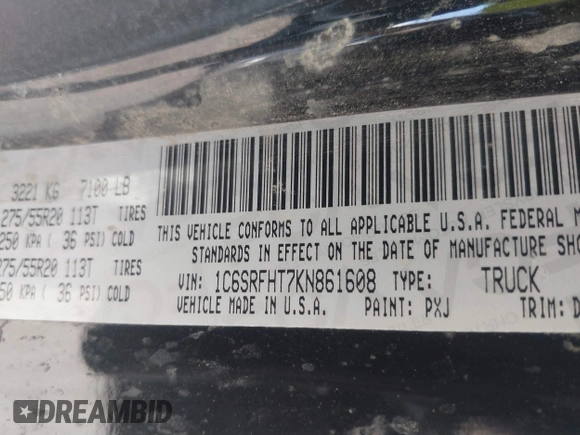 3221 KG 7100 LB
275/55R20 113T TIRES
250 KPA ( 36 PSI) COLD
275/55R20 113T TIRES
50 KPA ( 36 PSI) COLD
THIS VEHICLE CONFORMS TO ALL APPLICABLE U.S.A. FEDERAL M
STANDARDS IN EFFECT ON THE DATE OF MANUFACTURE SHO
VIN: 1C6SRFHT7KN861608 TYPE: TRUCK
VEHICLE MADE IN U.S.A. PAINT: PXJ TRIM: D
DREAMBID